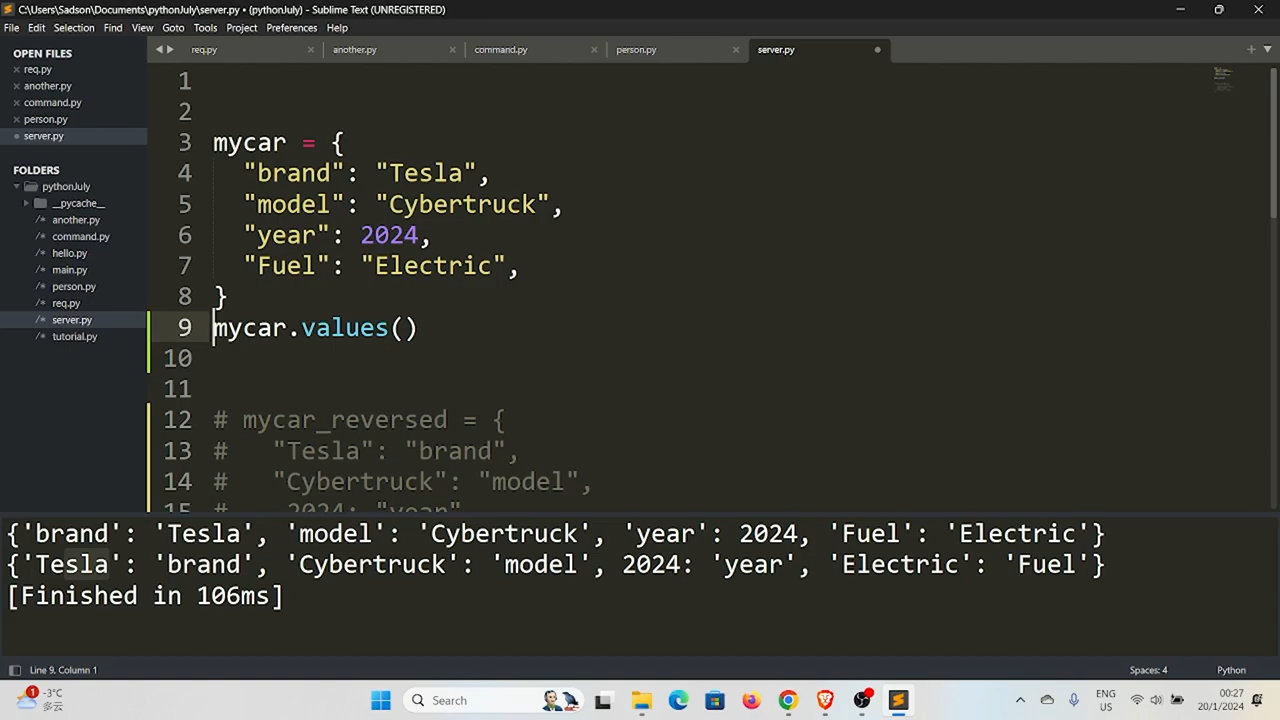 C:\Users\Sadson\Documents\pythonJuly\server.py • (pythonJuly) - Sublime Text (UNREGISTERED)
File Edit Selection Find View Goto Tools Project Preferences Help
OPEN FILES
req.py
another.py
command.py
person.py
server.py
FOLDERS
pythonJuly
__pycache__
/* another.py
/* command.py
/* hello.py
/* main.py
/* person.py
/* req.py
/* server.py
/* tutorial.py
req.py another.py command.py person.py server.py
1
2
3 mycar = {
4 "brand": "Tesla",
5 "model": "Cybertruck",
6 "year": 2024,
7 "Fuel": "Electric",
8 }
9 mycar.values()
10
11
12 # mycar_reversed = {
13 # "Tesla": "brand",
14 # "Cybertruck": "model",
15 # 2024: "year"
{'brand': 'Tesla', 'model': 'Cybertruck', 'year': 2024, 'Fuel': 'Electric'}
{'Tesla': 'brand', 'Cybertruck': 'model', 2024: 'year', 'Electric': 'Fuel'}
[Finished in 106ms]
Line 9, Column 1 Spaces: 4 Python
1
-3°C
多云
Search
ENG
US
00:27
20/1/2024